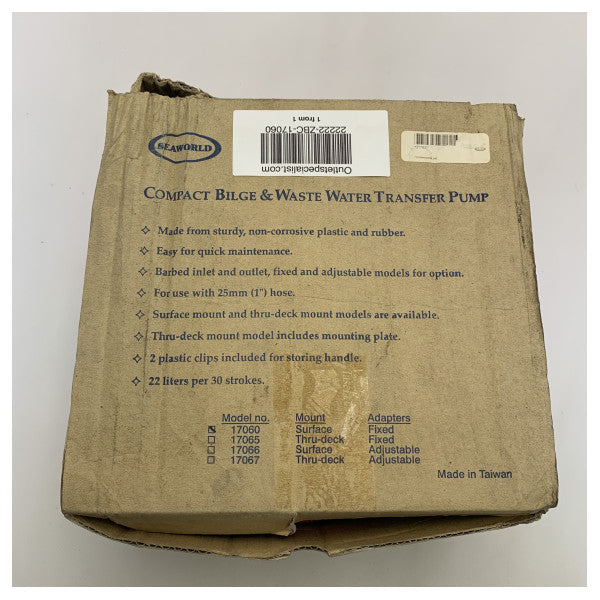 SEAWORLD
Outletspecialist.com
22222-ZBC-17060
1 from 1
COMPACT BILGE & WASTE WATER TRANSFER PUMP
Made from sturdy, non-corrosive plastic and rubber.
Easy for quick maintenance.
Barbed inlet and outlet, fixed and adjustable models for option.
For use with 25mm (1") hose.
Surface mount and thru-deck mount models are available.
Thru-deck mount model includes mounting plate.
2 plastic clips included for storing handle.
22 liters per 30 strokes.
Model no. Mount Adapters
17060 Surface Fixed
17065 Thru-deck Fixed
17066 Surface Adjustable
17067 Thru-deck Adjustable
Made in Taiwan